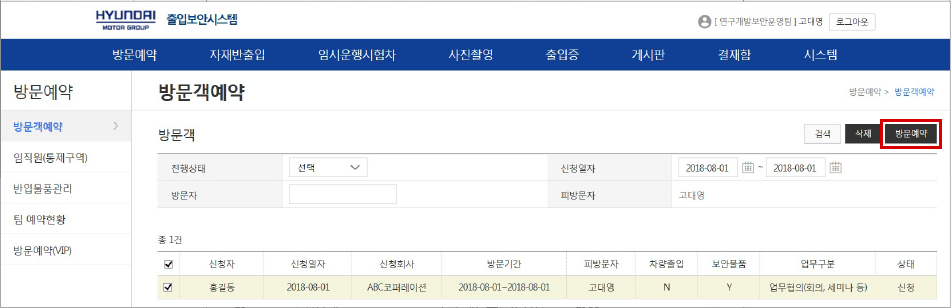 HYUNDAI
MOTOR GROUP
출입보안시스템
[ 연구개발보안운영팀 ] 고대영 로그아웃
방문예약 자재반출입 임시운행시험차 사진촬영 출입증 게시판 결재함 시스템
방문예약
방문객예약 >
임직원(통제구역)
반입물품관리
팀 예약현황
방문예약(VIP)
방문객예약
방문예약 > 방문객예약
방문객
검색 삭제 방문예약
진행상태 선택 신청일자 2018-08-01 ~ 2018-08-01
방문자 피방문자 고대영
총 1건
신청자 신청일자 신청회사 방문기간 피방문자 차량출입 보안물품 업무구분 상태
홍길동 2018-08-01 ABC코퍼레이션 2018-08-01~2018-08-01 고대영 N Y 업무협의(회의, 세미나 등) 신청